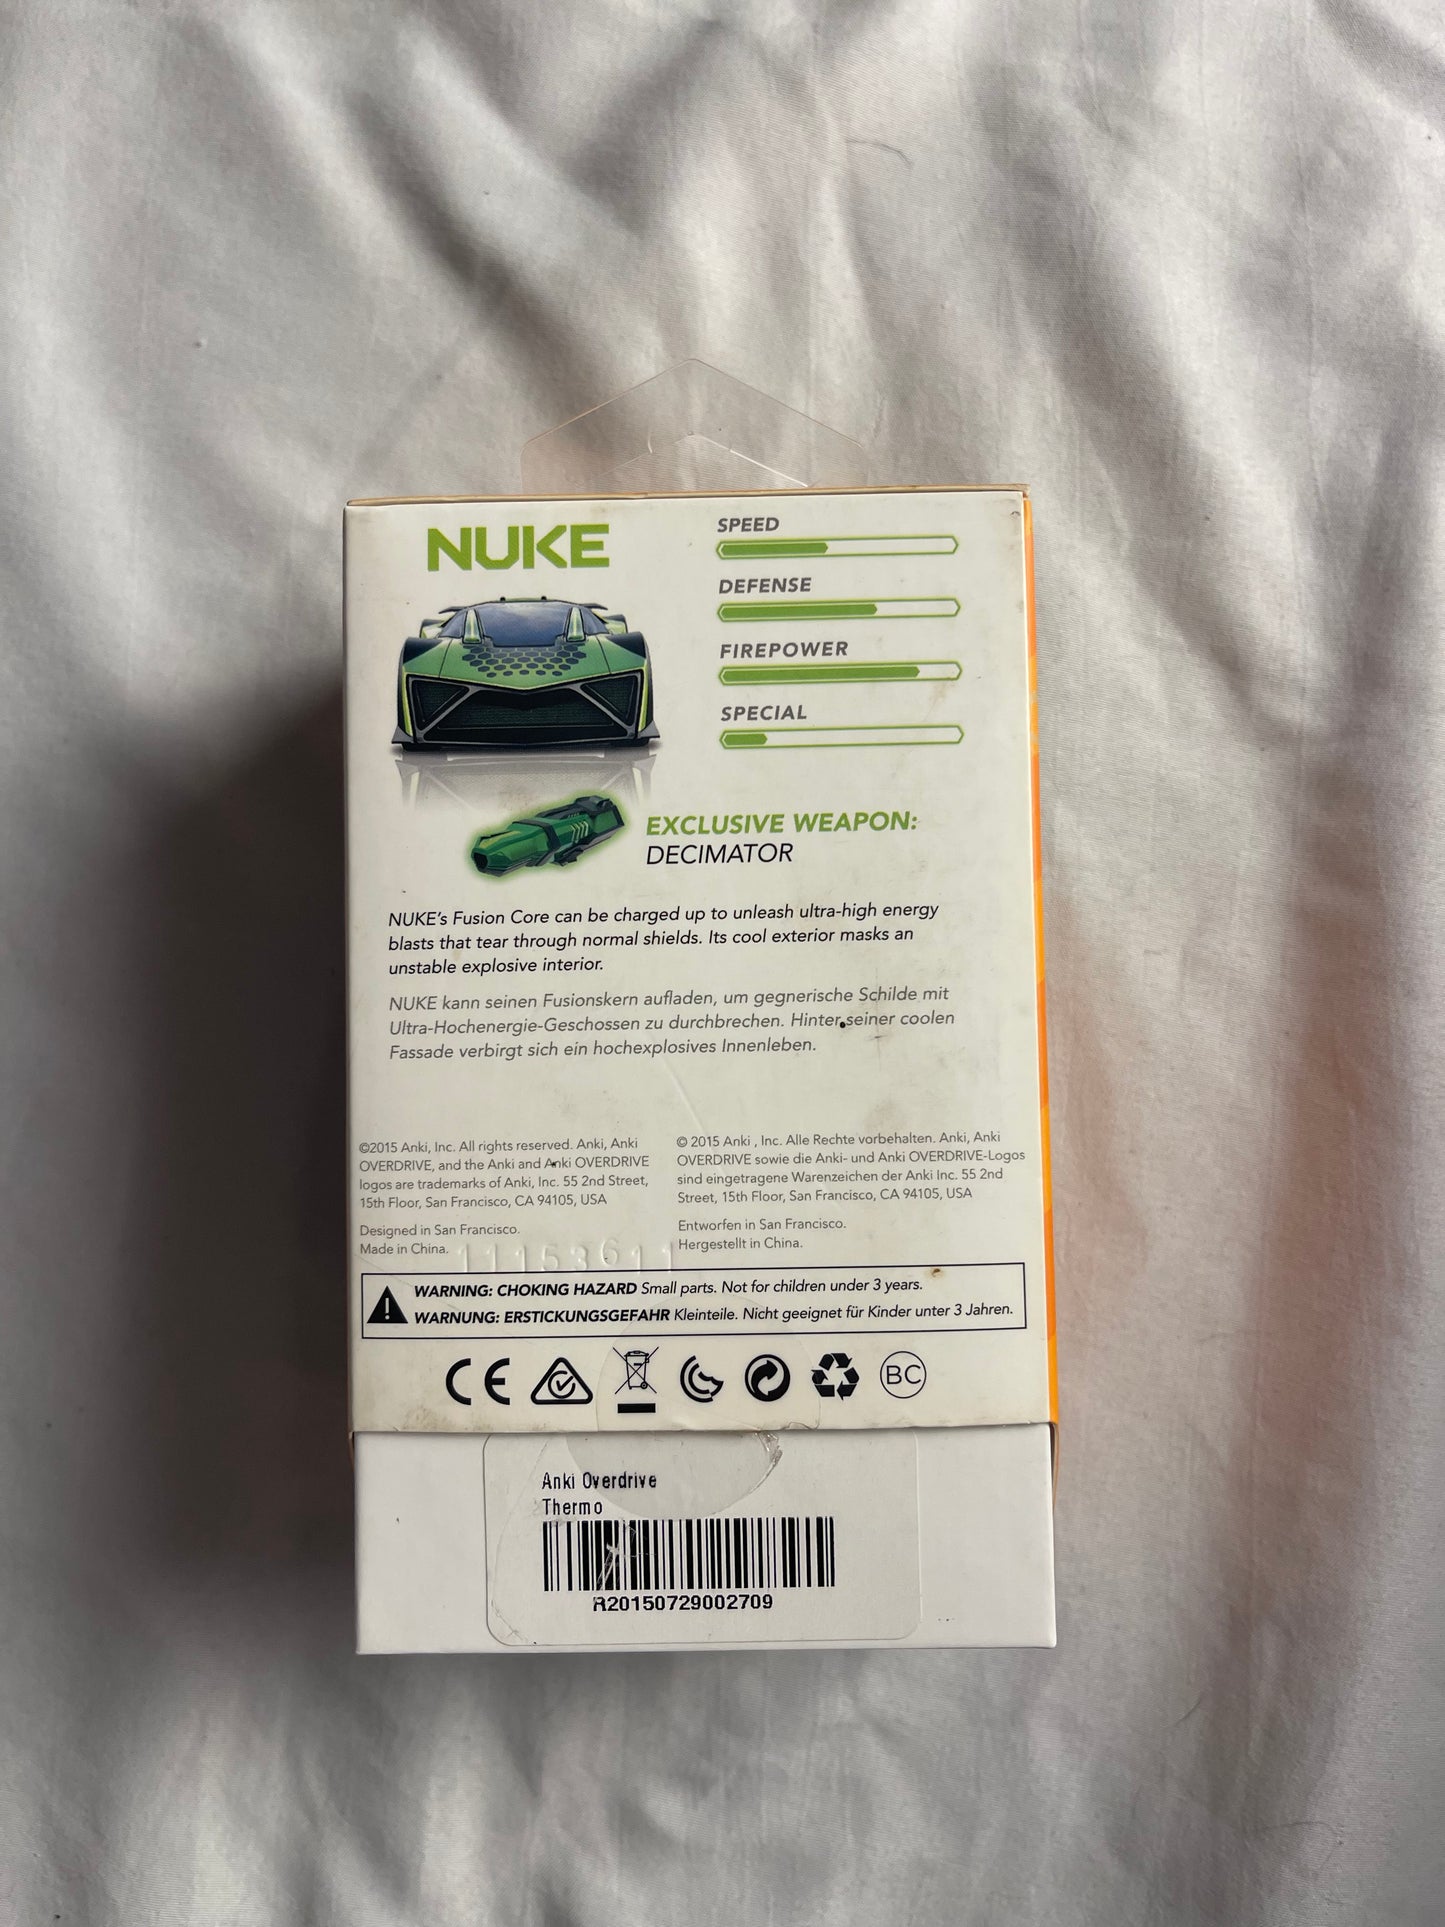 NUKE
SPEED
DEFENSE
FIREPOWER
SPECIAL
EXCLUSIVE WEAPON:
DECIMATOR
NUKE's Fusion Core can be charged up to unleash ultra-high energy
blasts that tear through normal shields. Its cool exterior masks an
unstable explosive interior.
NUKE kann seinen Fusionskern aufladen, um gegnerische Schilde mit
Ultra-Hochenergie-Geschossen zu durchbrechen. Hinter seiner coolen
Fassade verbirgt sich ein hochexplosives Innenleben.
©2015 Anki, Inc. All rights reserved. Anki, Anki
OVERDRIVE, and the Anki and Anki OVERDRIVE
logos are trademarks of Anki, Inc. 55 2nd Street,
15th Floor, San Francisco, CA 94105, USA
Designed in San Francisco.
Made in China.
© 2015 Anki , Inc. Alle Rechte vorbehalten. Anki, Anki
OVERDRIVE sowie die Anki- und Anki OVERDRIVE-Logos
sind eingetragene Warenzeichen der Anki Inc. 55 2nd
Street, 15th Floor, San Francisco, CA 94105, USA
Entworfen in San Francisco.
Hergestellt in China.
11153611
WARNING: CHOKING HAZARD Small parts. Not for children under 3 years.
WARNUNG: ERSTICKUNGSGEFAHR Kleinteile. Nicht geeignet für Kinder unter 3 Jahren.
CE
BC
Anki Overdrive
Thermo
R20150729002709